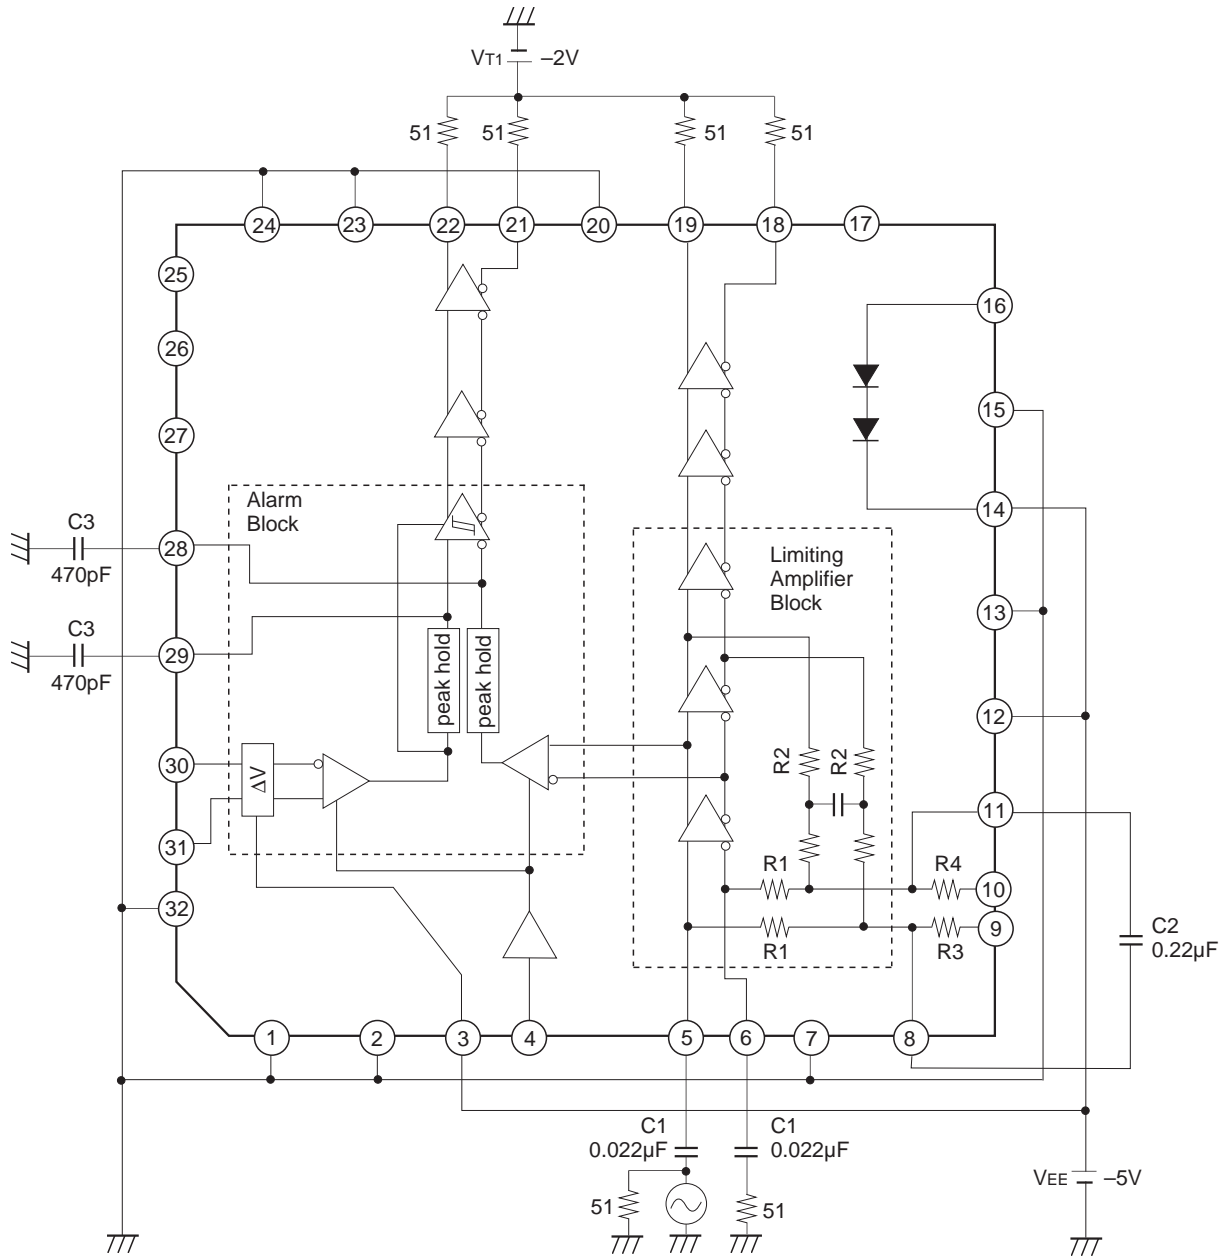 VT1 –2V
51 51 51 51
24 23 22 21 20 19 18 17
25
16
26
15
27
Alarm
Block
14
C3
28
470pF
Limiting
Amplifier
Block
13
C3
29
470pF
peak hold peak hold
12
30 ΔV
R2 R2
11
31
R1 R4
10
32
9
R1 R3
C2
0.22µF
1 2 3 4 5 6 7 8
C1
0.022µF
C1
0.022µF
VEE –5V
51 51